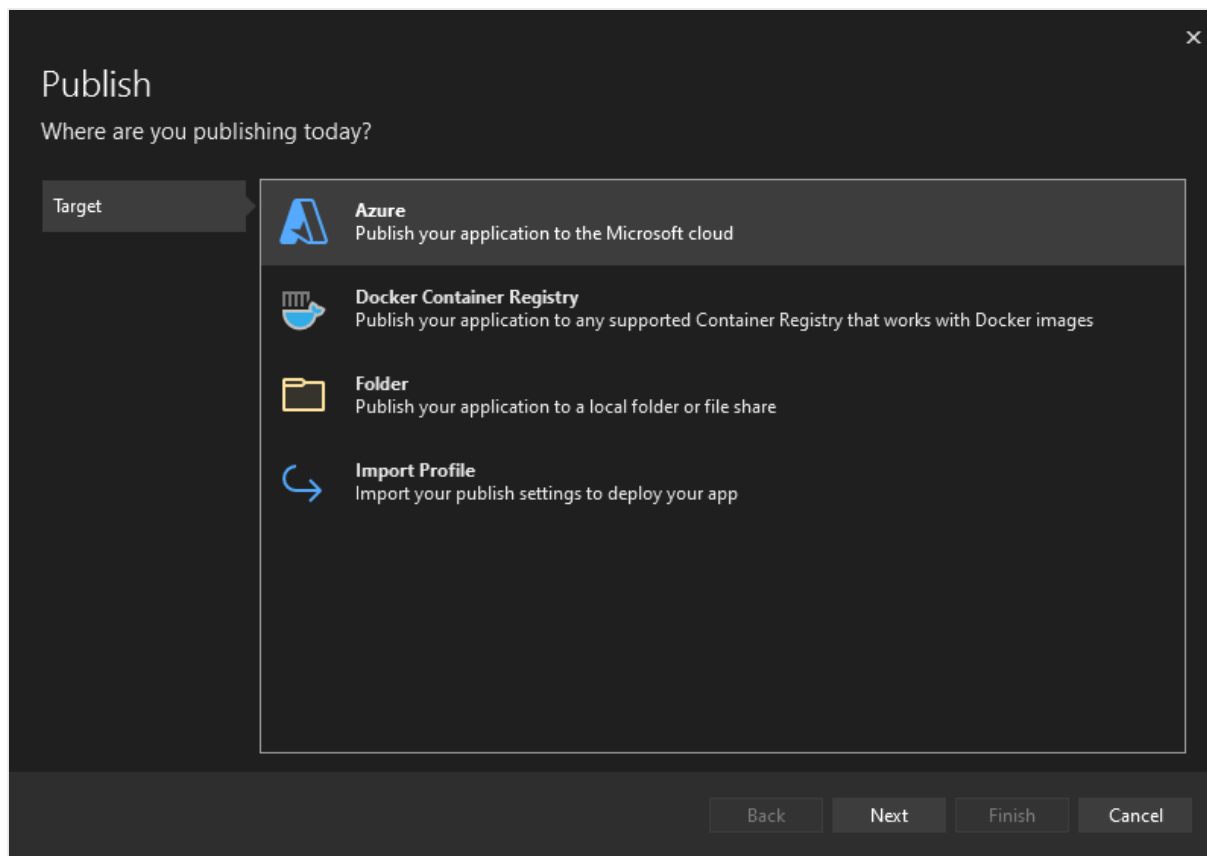 Publish
Where are you publishing today?
Target
Azure
Publish your application to the Microsoft cloud
Docker Container Registry
Publish your application to any supported Container Registry that works with Docker images
Folder
Publish your application to a local folder or file share
Import Profile
Import your publish settings to deploy your app
Back
Next
Finish
Cancel